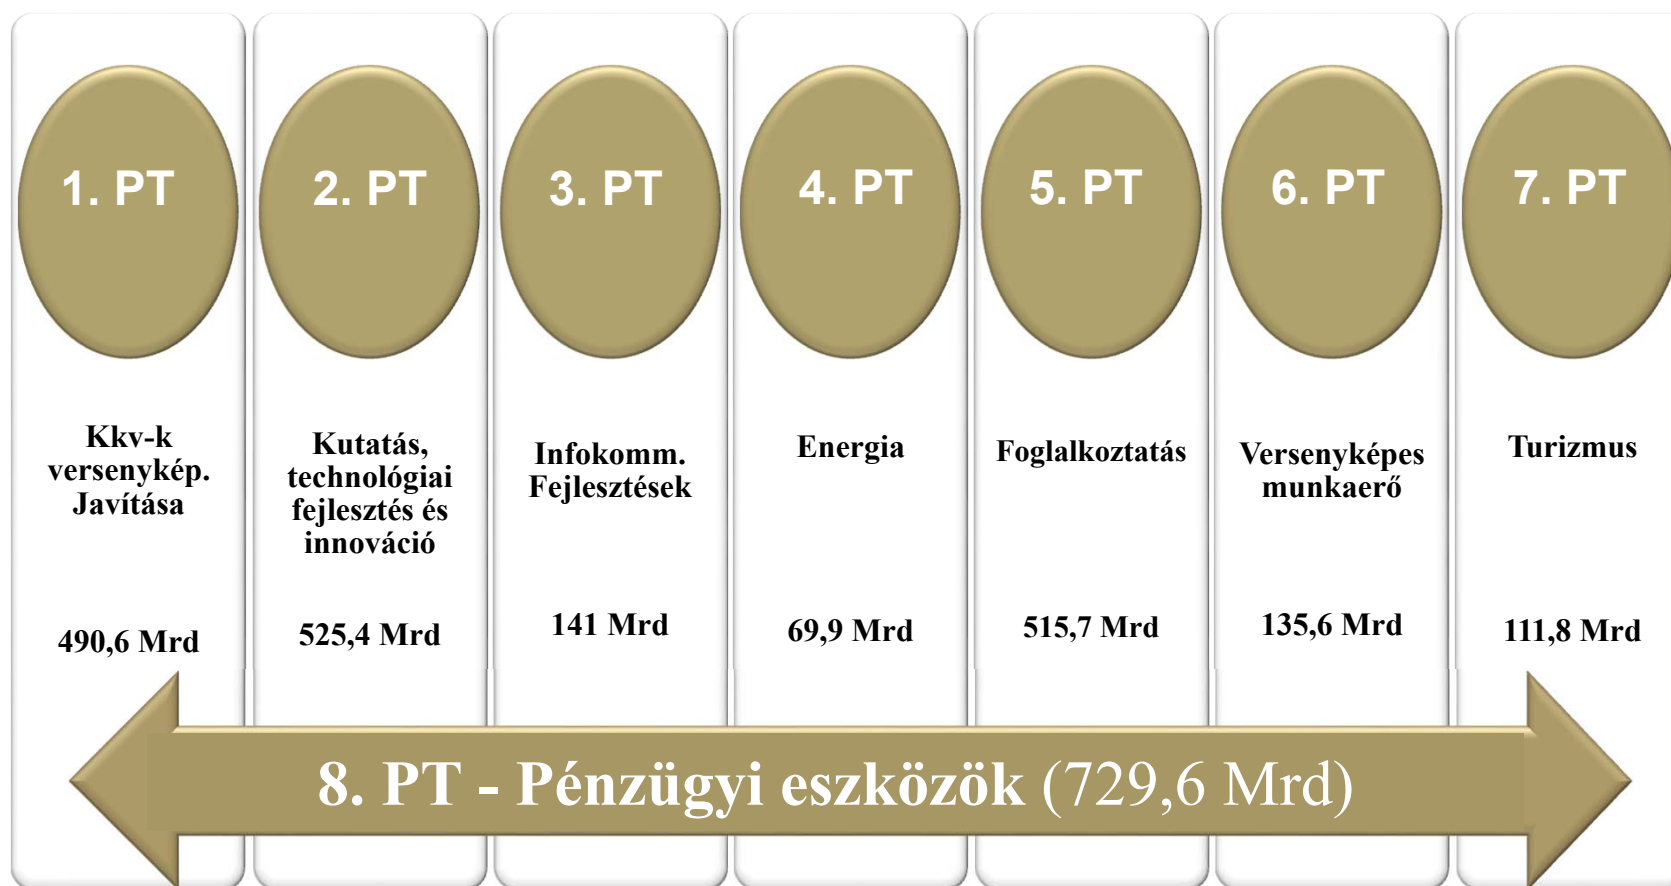 1. PT
Kkv-k
versenykép.
Javítása
490,6 Mrd
2. PT
Kutatás,
technológiai
fejlesztés és
innováció
525,4 Mrd
3. PT
Infokomm.
Fejlesztések
141 Mrd
4. PT
Energia
69,9 Mrd
5. PT
Foglalkoztatás
515,7 Mrd
6. PT
Versenyképes
munkaerő
135,6 Mrd
7. PT
Turizmus
111,8 Mrd
8. PT - Pénzügyi eszközök (729,6 Mrd)